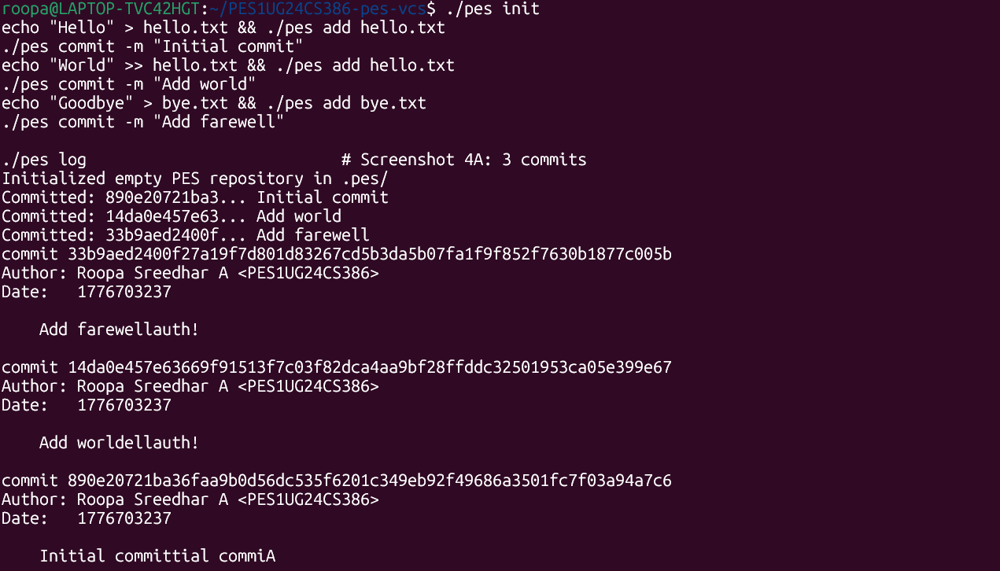 roopa@LAPTOP-TVC42HGT:~/PES1UG24CS386-pes-vcs$ ./pes init
echo "Hello" > hello.txt && ./pes add hello.txt
./pes commit -m "Initial commit"
echo "World" >> hello.txt && ./pes add hello.txt
./pes commit -m "Add world"
echo "Goodbye" > bye.txt && ./pes add bye.txt
./pes commit -m "Add farewell"
./pes log                           # Screenshot 4A: 3 commits
Initialized empty PES repository in .pes/
Committed: 890e20721ba3... Initial commit
Committed: 14da0e457e63... Add world
Committed: 33b9aed2400f... Add farewell
commit 33b9aed2400f27a19f7d801d83267cd5b3da5b07fa1f9f852f7630b1877c005b
Author: Roopa Sreedhar A <PES1UG24CS386>
Date:   1776703237
    Add farewellauth!
commit 14da0e457e63669f91513f7c03f82dca4aa9bf28ffddc32501953ca05e399e67
Author: Roopa Sreedhar A <PES1UG24CS386>
Date:   1776703237
    Add worldellauth!
commit 890e20721ba36faa9b0d56dc535f6201c349eb92f49686a3501fc7f03a94a7c6
Author: Roopa Sreedhar A <PES1UG24CS386>
Date:   1776703237
    Initial committial commiA